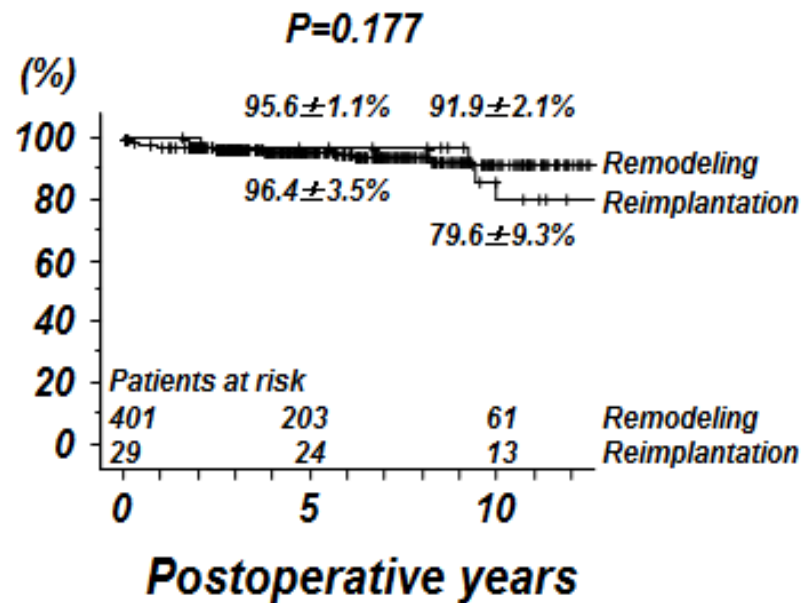 P=0.177
(%)
95.6±1.1% 91.9±2.1%
100
Remodeling
96.4±3.5%
80 Reimplantation
79.6±9.3%
60
40
20 Patients at risk
401 203 61 Remodeling
0 29 24 13 Reimplantation
0 5 10
Postoperative years